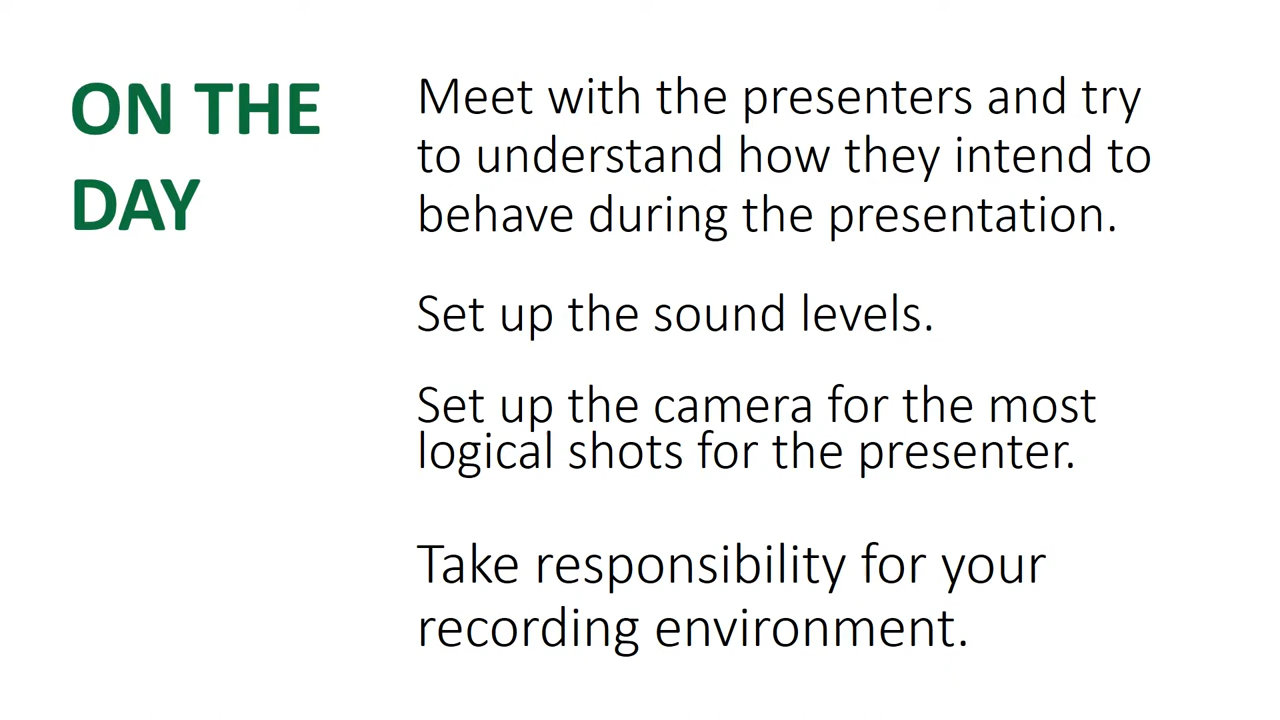 ON THE
DAY
Meet with the presenters and try
to understand how they intend to
behave during the presentation.
Set up the sound levels.
Set up the camera for the most
logical shots for the presenter.
Take responsibility for your
recording environment.